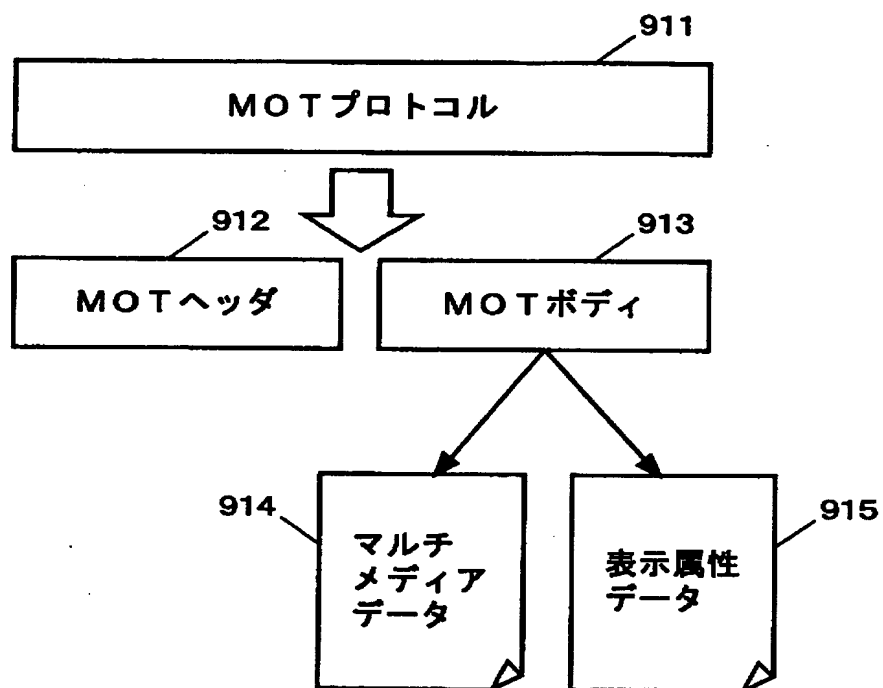 911
MOTプロトコル
912
913
MOTヘッダ
MOTボディ
914
マルチ
メディア
データ
915
表示属性
データ